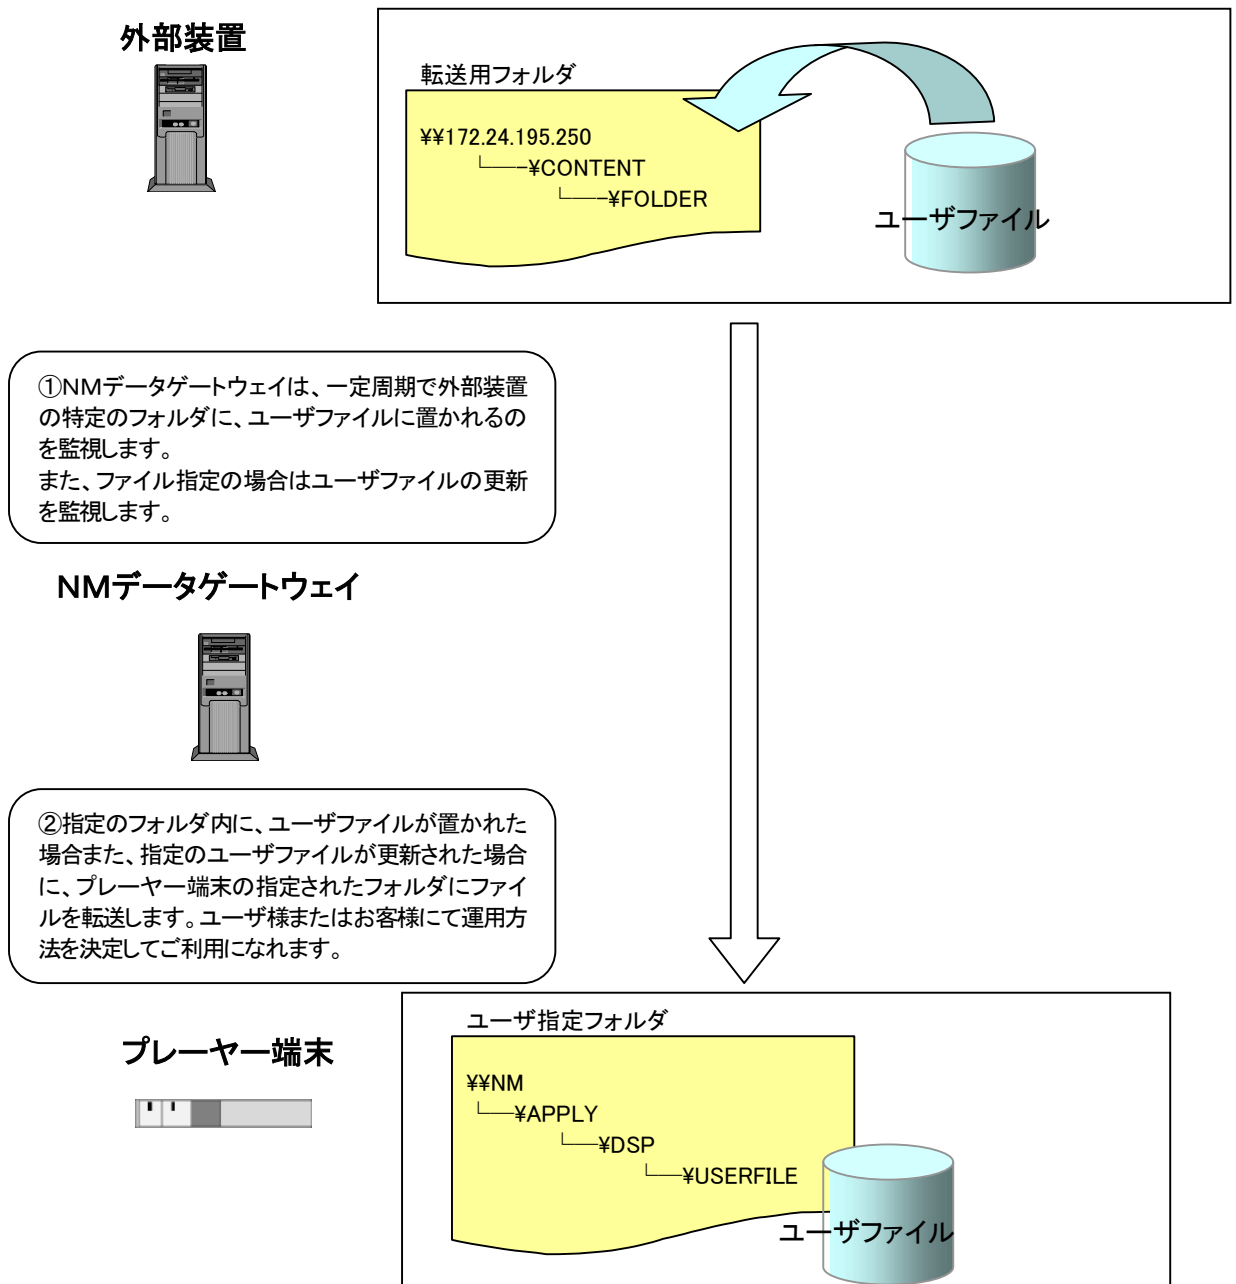 外部装置
転送用フォルダ
¥¥172.24.195.250
└──-¥CONTENT
└──-¥FOLDER
ユーザファイル
①NMデータゲートウェイは、一定周期で外部装置
の特定のフォルダに、ユーザファイルに置かれるの
を監視します。
また、ファイル指定の場合はユーザファイルの更新
を監視します。
NMデータゲートウェイ
②指定のフォルダ内に、ユーザファイルが置かれた
場合また、指定のユーザファイルが更新された場合
に、プレーヤー端末の指定されたフォルダにファイ
ルを転送します。ユーザ様またはお客様にて運用方
法を決定してご利用になれます。
プレーヤー端末
ユーザ指定フォルダ
¥¥NM
└──¥APPLY
└──¥DSP
└──¥USERFILE
ユーザファイル